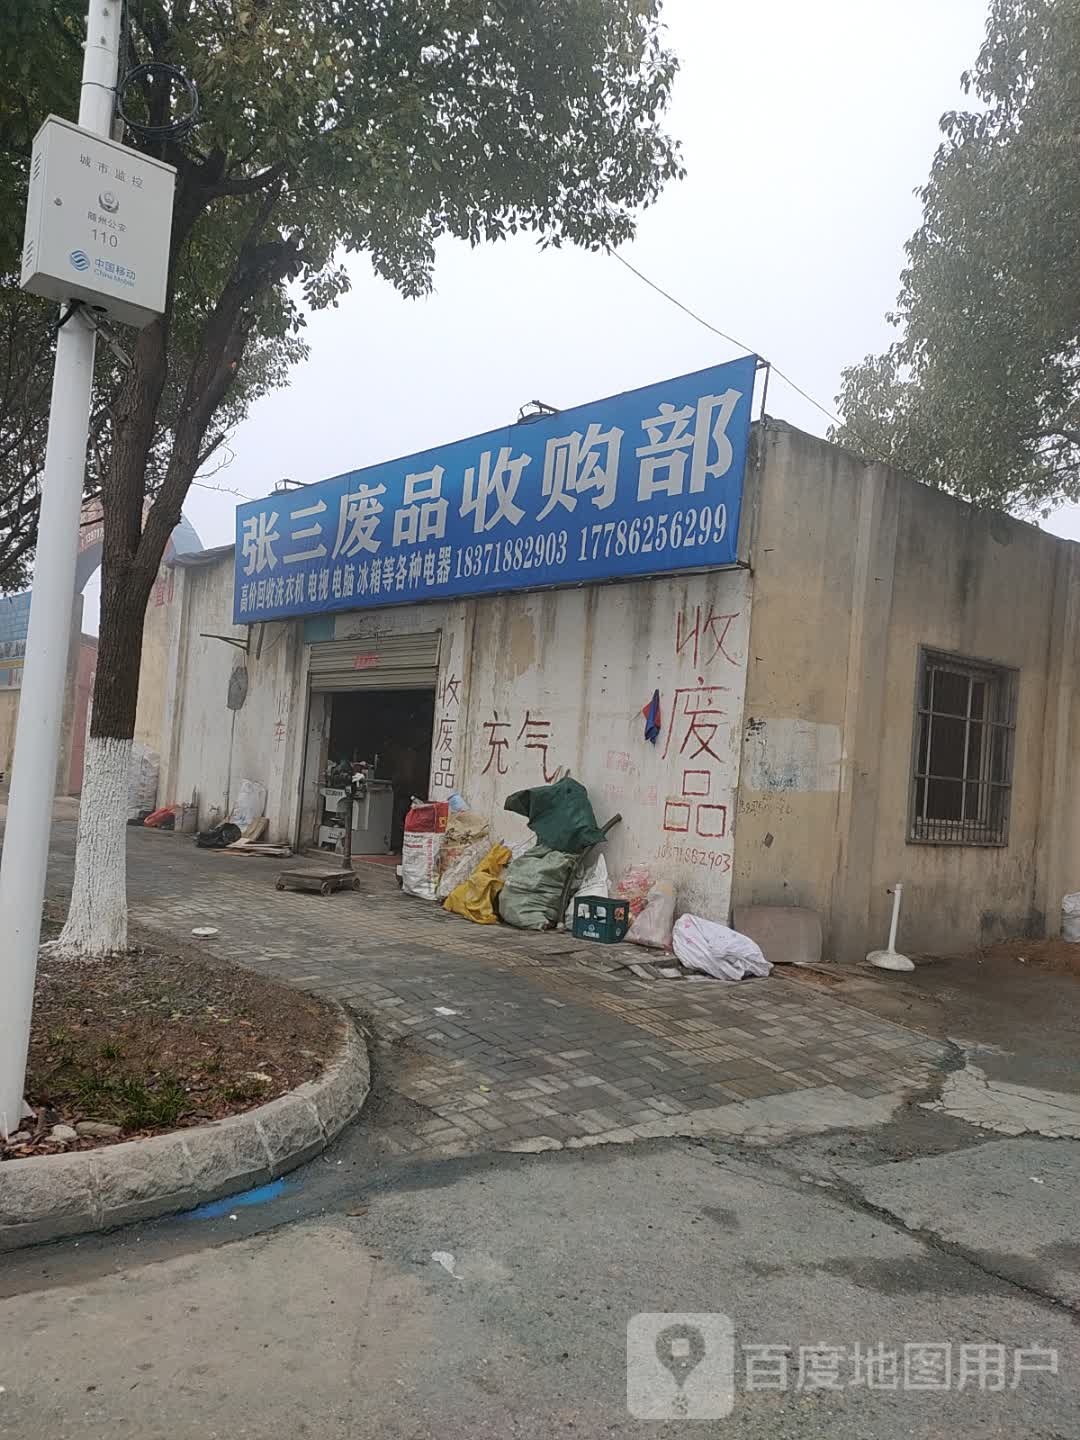 城市监控
随州公安
110
中国移动
China Mobile
张三废品收购部
高价回收洗衣机 电视 电脑 冰箱等各种电器 18371882903 17786256299
收废品
充气
收废品
18371882903
百度地图用户